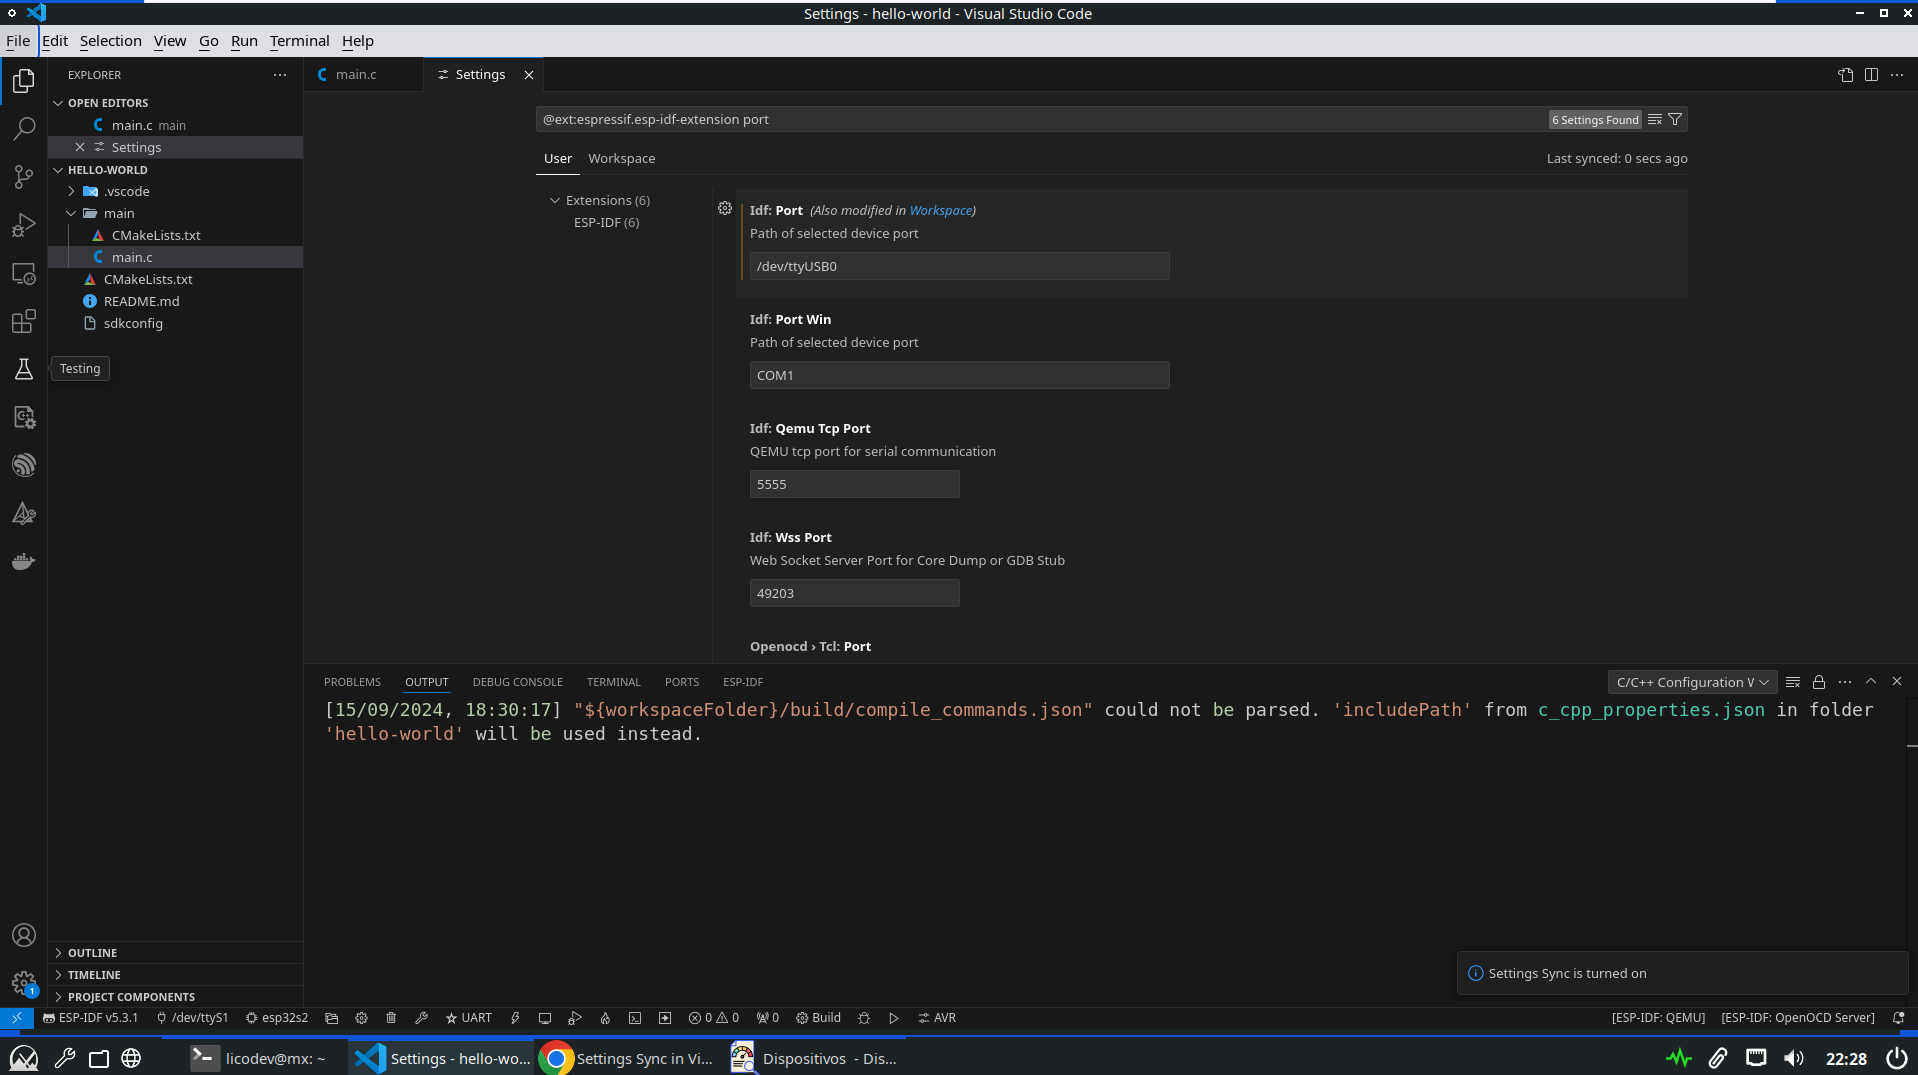 Settings - hello-world - Visual Studio Code
File Edit Selection View Go Run Terminal Help
EXPLORER
OPEN EDITORS
main.c main
Settings
HELLO-WORLD
.vscode
main
CMakeLists.txt
main.c
CMakeLists.txt
README.md
sdkconfig
Testing
OUTLINE
TIMELINE
PROJECT COMPONENTS
main.c
Settings
@ext:espressif.esp-idf-extension port
6 Settings Found
User Workspace
Last synced: 0 secs ago
Extensions (6)
ESP-IDF (6)
Idf: Port (Also modified in Workspace)
Path of selected device port
/dev/ttyUSB0
Idf: Port Win
Path of selected device port
COM1
Idf: Qemu Tcp Port
QEMU tcp port for serial communication
5555
Idf: Wss Port
Web Socket Server Port for Core Dump or GDB Stub
49203
Openocd › Tcl: Port
PROBLEMS OUTPUT DEBUG CONSOLE TERMINAL PORTS ESP-IDF
C/C++ Configuration W
[15/09/2024, 18:30:17] "${workspaceFolder}/build/compile_commands.json" could not be parsed. 'includePath' from c_cpp_properties.json in folder
'hello-world' will be used instead.
Settings Sync is turned on
1
ESP-IDF v5.3.1 /dev/ttyS1 esp32s2 UART 0 0 0 Build AVR [ESP-IDF: QEMU] [ESP-IDF: OpenOCD Server]
licodev@mx: ~ Settings - hello-wo... Settings Sync in Vi... Dispositivos - Dis... 22:28